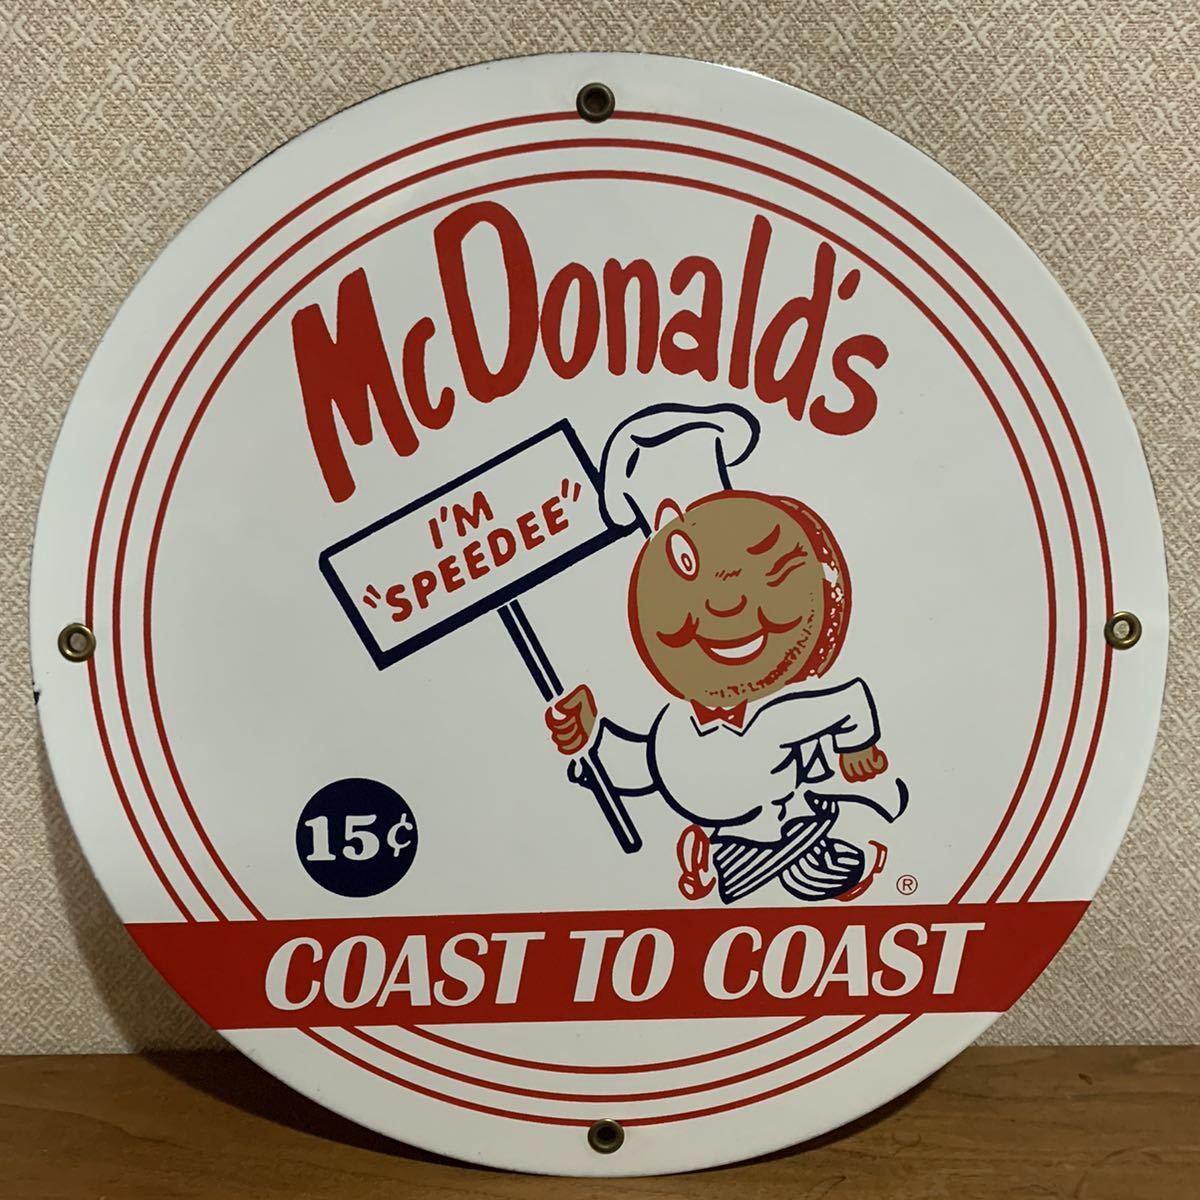 McDonald's
I'M
"SPEEDEE"
15¢
®
COAST TO COAST